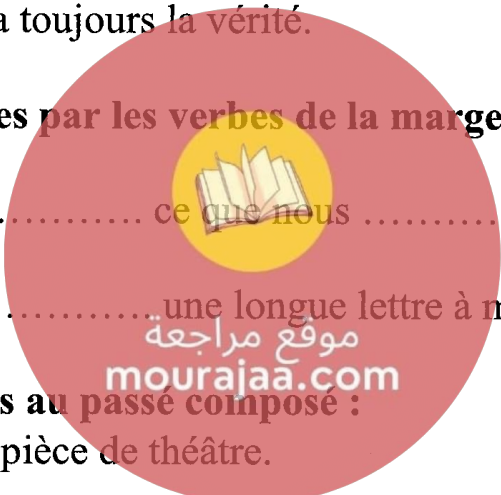 a toujours la vérité.
es par les verbes de la marge
........... ce que nous ...........
........... une longue lettre à
موقع مراجعة
mourajaa.com
s au passé composé :
pièce de théâtre.